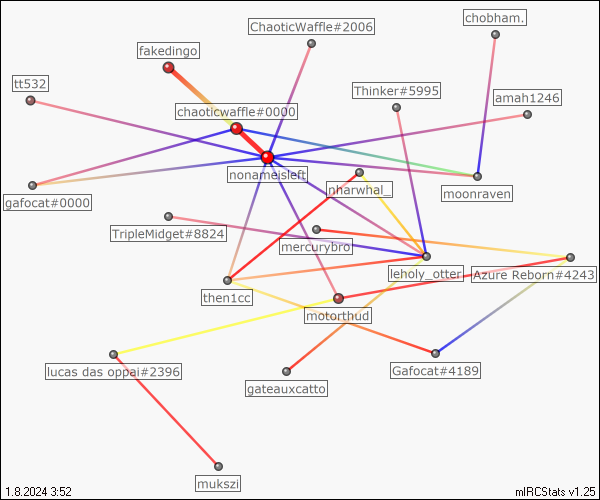 ChaoticWaffle#2006
chobham.
fakedingo
tt532
Thinker#5995
amah1246
chaoticwaffle#0000
nonameisleft
nharwhal_
moonraven
gafocat#0000
TripleMidget#8824
mercurybro
leholy_otter
Azure Reborn#4243
then1cc
motorthud
lucas das oppai#2396
gateauxcatto
Gafocat#4189
mukszi
1.8.2024 3:52
mIRCStats v1.25